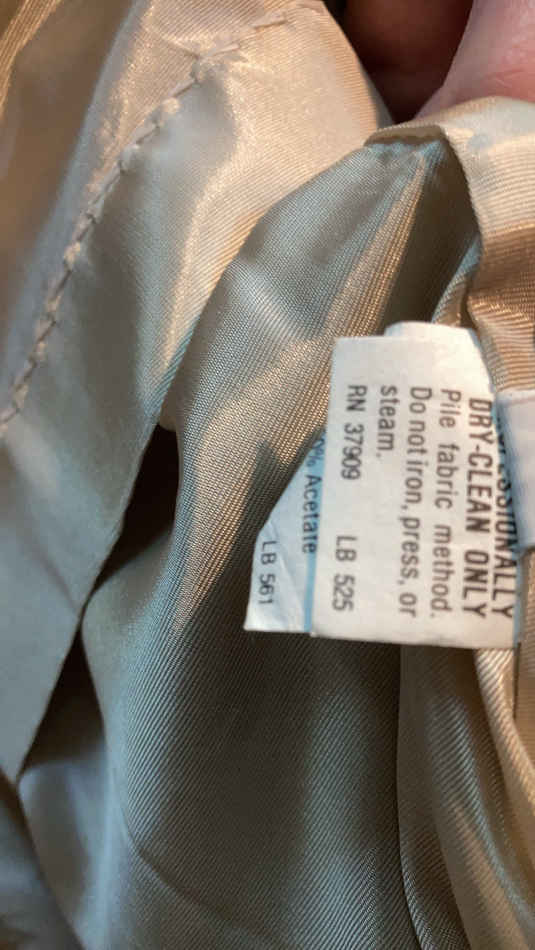 DRY-CLEAN ONLY
Pile fabric method.
Do not iron, press, or
steam.
RN 37909 LB 525
% Acetate
LB 561